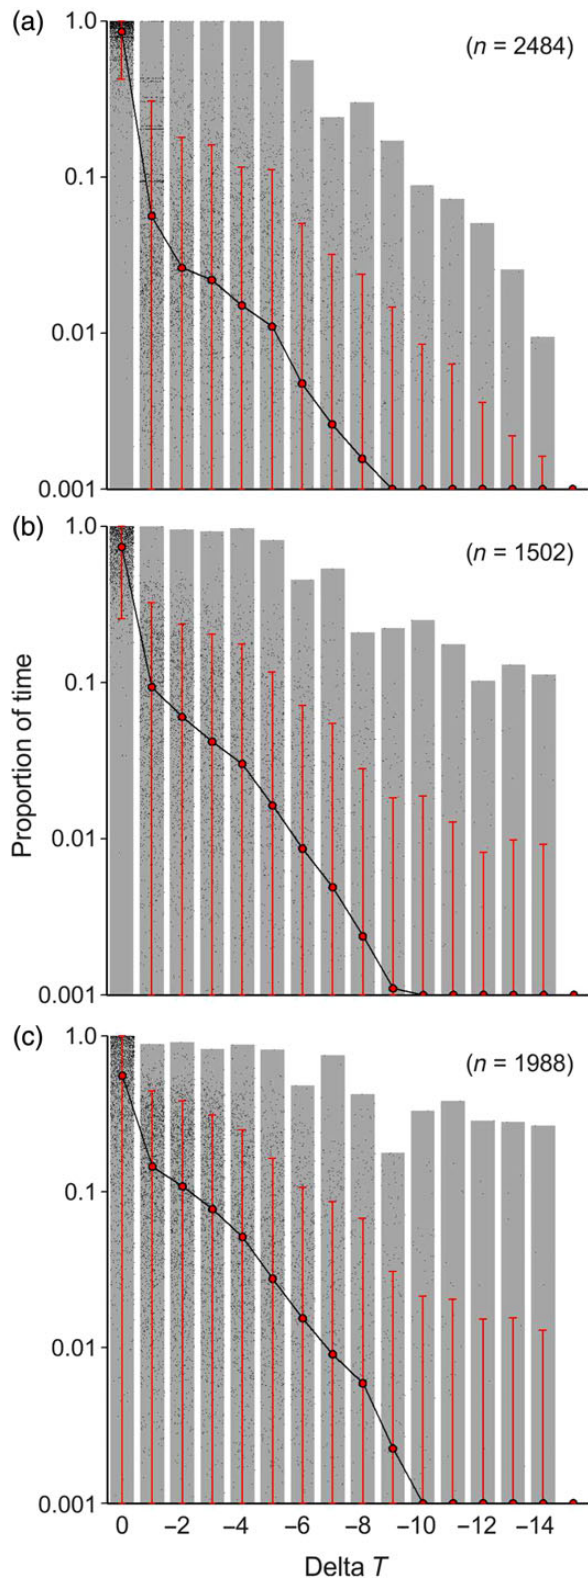 (a)
(n = 2484)
1.0
0.1
0.01
0.001
(b)
(n = 1502)
1.0
0.1
0.01
0.001
Proportion of time
(c)
(n = 1988)
1.0
0.1
0.01
0.001
0 –2 –4 –6 –8 –10 –12 –14
Delta T